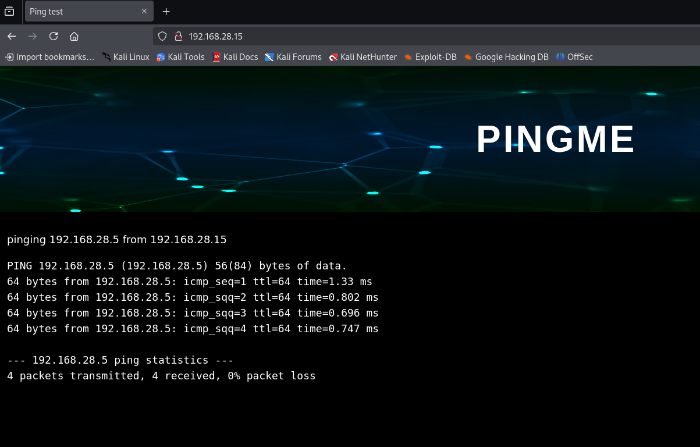 Ping test
192.168.28.15
Import bookmarks... Kali Linux Kali Tools Kali Docs Kali Forums Kali NetHunter Exploit-DB Google Hacking DB OffSec
PINGME
pinging 192.168.28.5 from 192.168.28.15
PING 192.168.28.5 (192.168.28.5) 56(84) bytes of data.
64 bytes from 192.168.28.5: icmp_seq=1 ttl=64 time=1.33 ms
64 bytes from 192.168.28.5: icmp_sqq=2 ttl=64 time=0.802 ms
64 bytes from 192.168.28.5: icmp_sqq=3 ttl=64 time=0.696 ms
64 bytes from 192.168.28.5: icmp_sqq=4 ttl=64 time=0.747 ms
--- 192.168.28.5 ping statistics ---
4 packets transmitted, 4 received, 0% packet loss